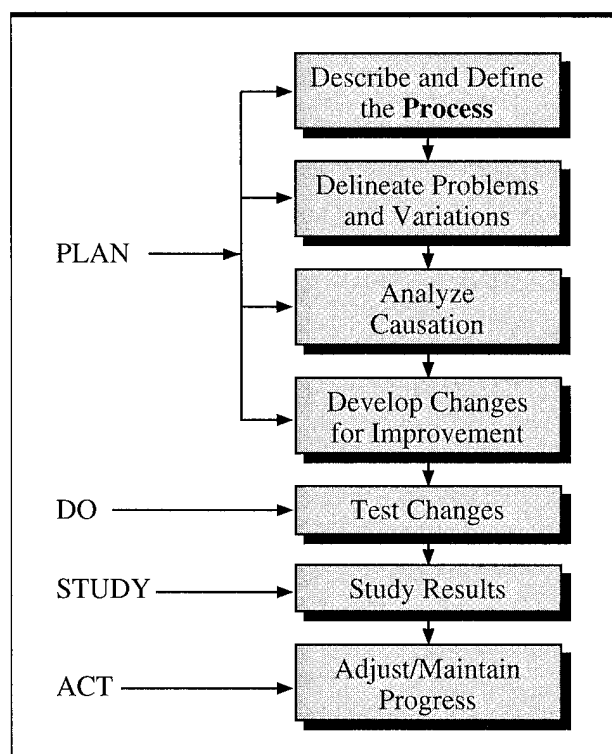 Describe and Define
the Process
Delineate Problems
and Variations
PLAN
Analyze
Causation
Develop Changes
for Improvement
DO
Test Changes
STUDY
Study Results
ACT
Adjust/Maintain
Progress